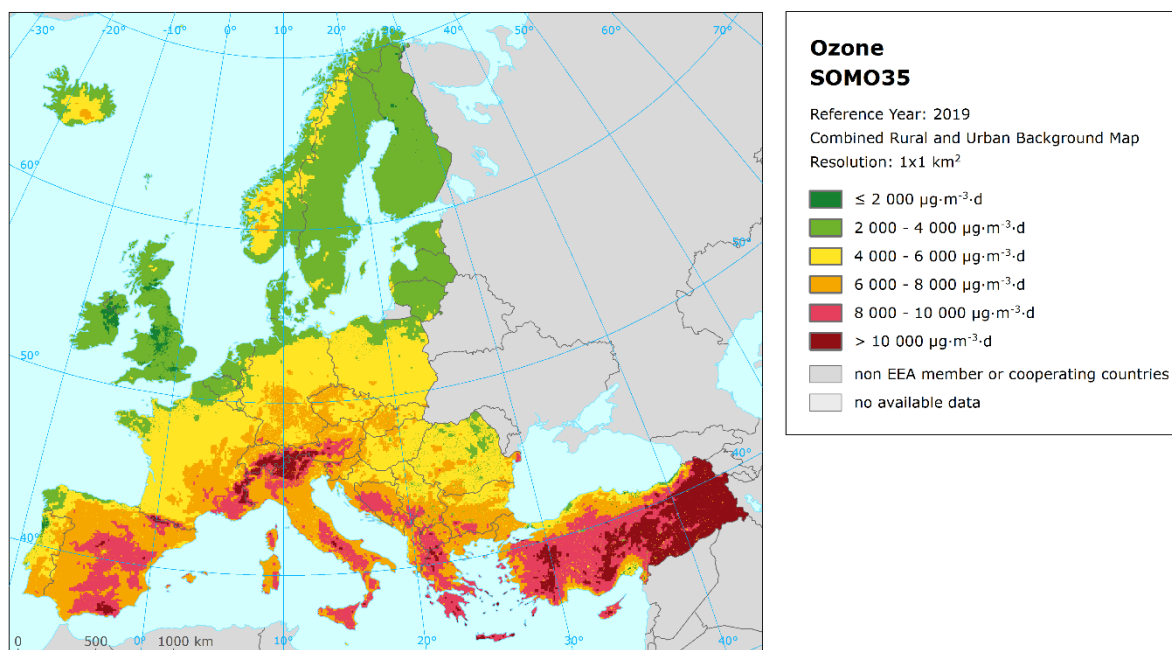 -30° -20° -10° 0° 10° 20° 30° 40° 50° 60° 70°
60°
50°
50°
40°
40°
0 500 0° 1000 km 10° 20° 30° 40°
Ozone
SOMO35
Reference Year: 2019
Combined Rural and Urban Background Map
Resolution: 1x1 km²
≤ 2 000 µg·m⁻³·d
2 000 - 4 000 µg·m⁻³·d
4 000 - 6 000 µg·m⁻³·d
6 000 - 8 000 µg·m⁻³·d
8 000 - 10 000 µg·m⁻³·d
> 10 000 µg·m⁻³·d
non EEA member or cooperating countries
no available data